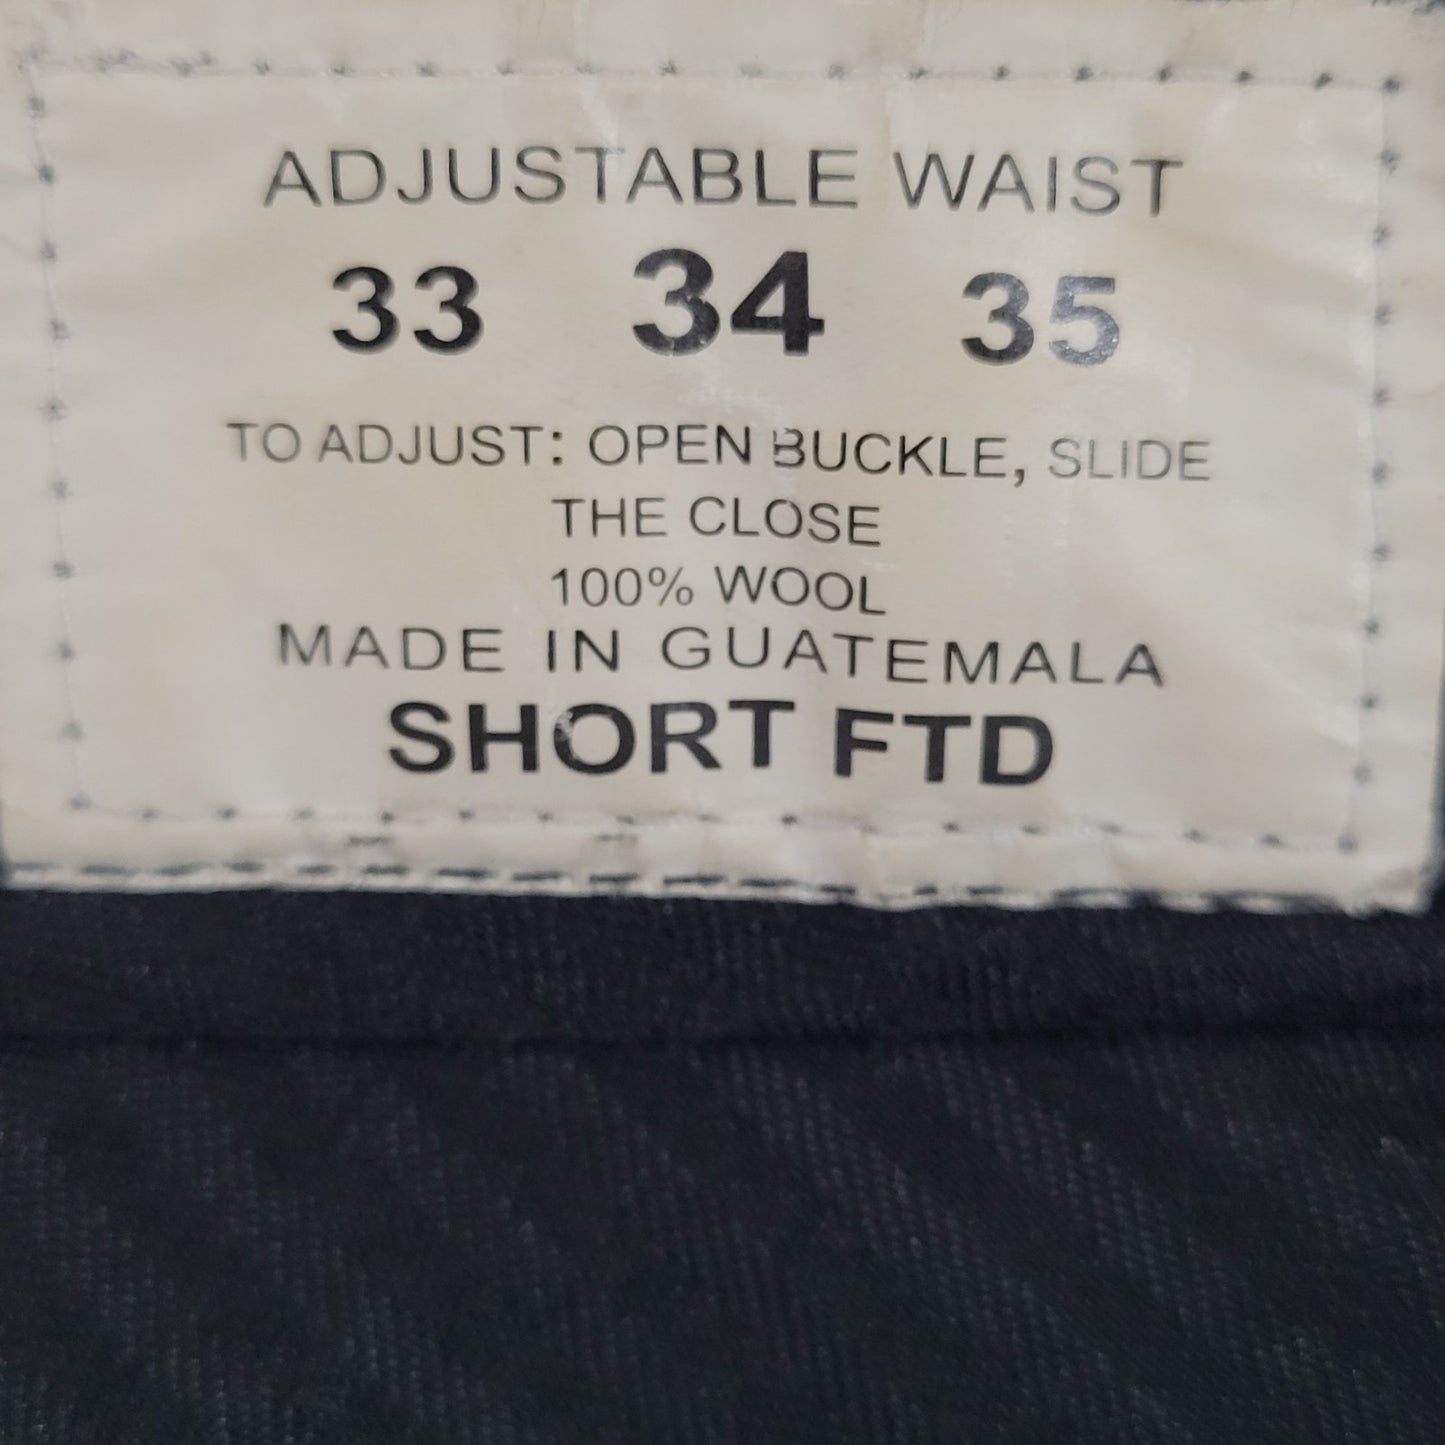 ADJUSTABLE WAIST
33 34 35
TO ADJUST: OPEN BUCKLE, SLIDE
THE CLOSE
100% WOOL
MADE IN GUATEMALA
SHORT FTD